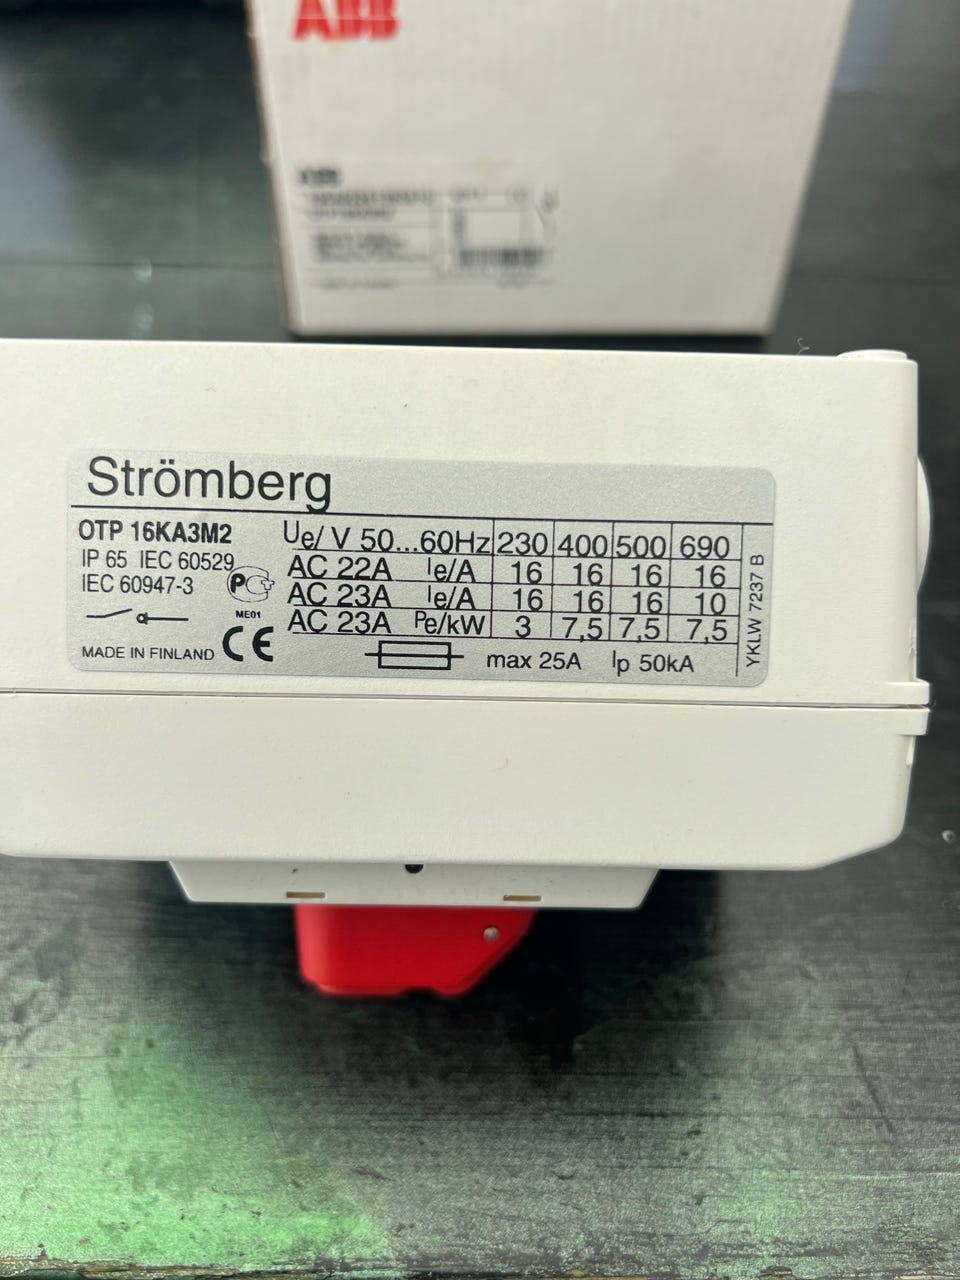 ABB
ABB
Strömberg
OTP 16KA3M2
IP 65 IEC 60529
IEC 60947-3
ME01
MADE IN FINLAND CE
Ue/ V 50...60Hz 230 400 500 690
AC 22A Ie/A 16 16 16 16
AC 23A Ie/A 16 16 16 10
AC 23A Pe/kW 3 7,5 7,5 7,5
max 25A Ip 50kA
YKLW 7237 B